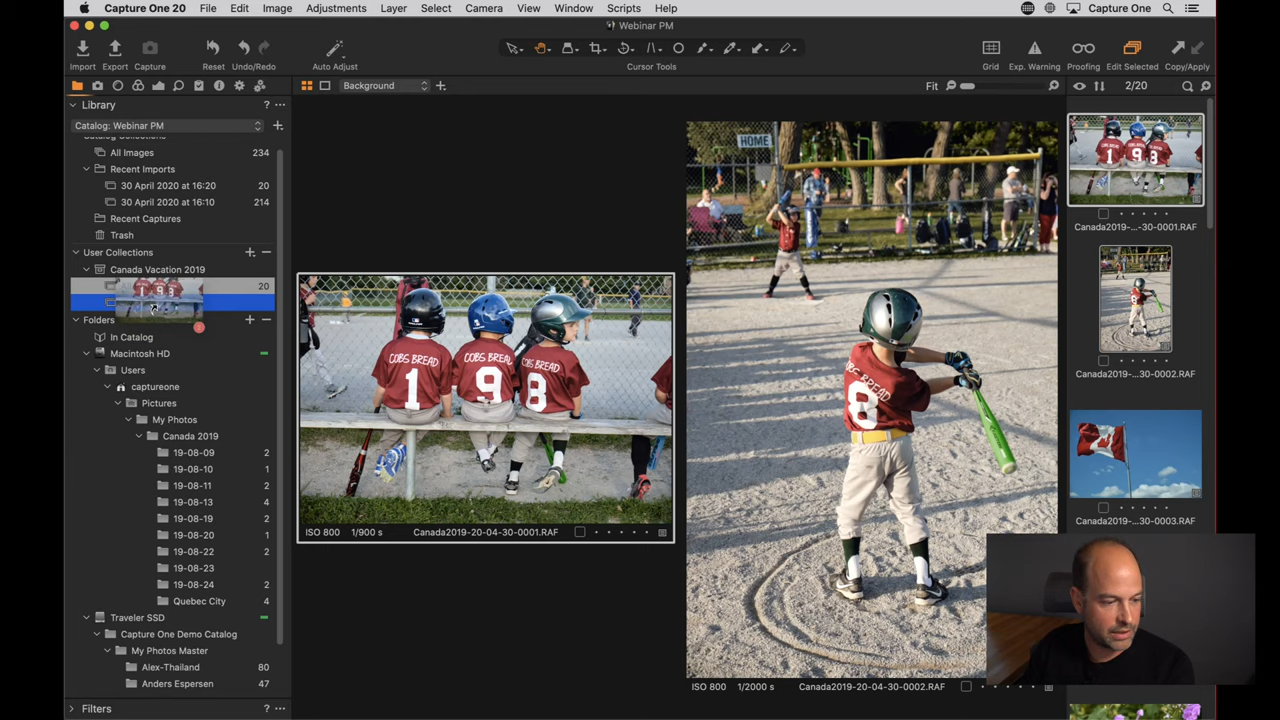 Capture One 20 File Edit Image Adjustments Layer Select Camera View Window Scripts Help Capture One
Webinar PM
Import Export Capture Reset Undo/Redo Auto Adjust Cursor Tools Grid Exp. Warning Proofing Edit Selected Copy/Apply
Library ? ...
Background
Fit
2/20
Catalog: Webinar PM
All Images 234
Recent Imports
30 April 2020 at 16:20 20
30 April 2020 at 16:10 214
Recent Captures
Trash
User Collections
Canada Vacation 2019
20
Folders
In Catalog
Macintosh HD
Users
captureone
Pictures
My Photos
Canada 2019
19-08-09 2
19-08-10 1
19-08-11 2
19-08-13 4
19-08-19 2
19-08-20 1
19-08-22 2
19-08-23
19-08-24 2
Quebec City 4
Traveler SSD
Capture One Demo Catalog
My Photos Master
Alex-Thailand 80
Anders Espersen 47
Filters ? ...
COBS BREAD
1
COBS BREAD
9
COBS BREAD
8
ISO 800 1/900 s Canada2019-20-04-30-0001.RAF
HOME
COBS BREAD
8
ISO 800 1/2000 s Canada2019-20-04-30-0002.RAF
Canada2019-...-30-0001.RAF
Canada2019-...-30-0002.RAF
Canada2019-...-30-0003.RAF